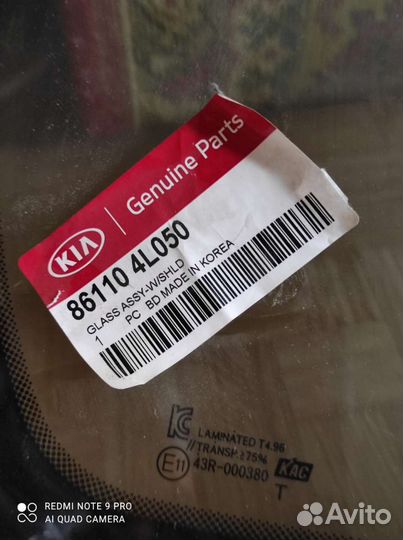 KIA
Genuine Parts
86110 4L050
GLASS ASSY-W/SHLD
1 PC BD MADE IN KOREA
LAMINATED T4.96
//TRANSP≥75%
E11 43R-000380 KAC
T
REDMI NOTE 9 PRO
AI QUAD CAMERA
Avito